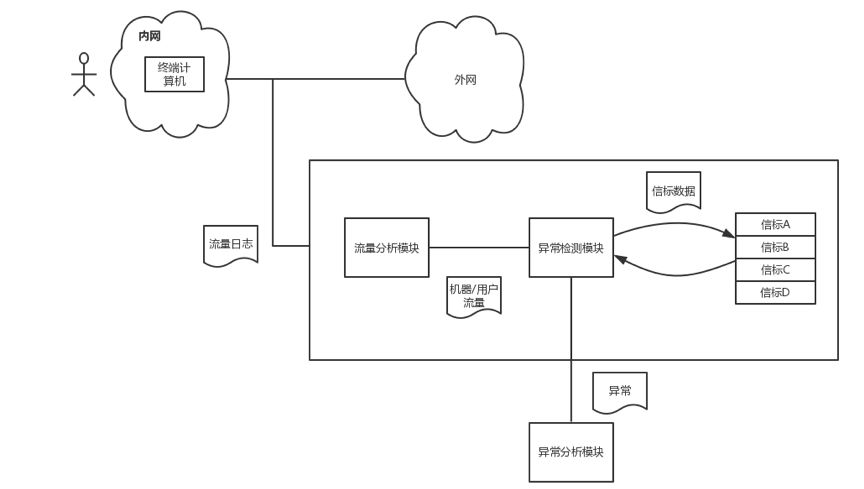 内网
终端计
算机
外网
信标数据
信标A
流量日志
流量分析模块
异常检测模块
信标B
信标C
机器/用户
流量
信标D
异常
异常分析模块